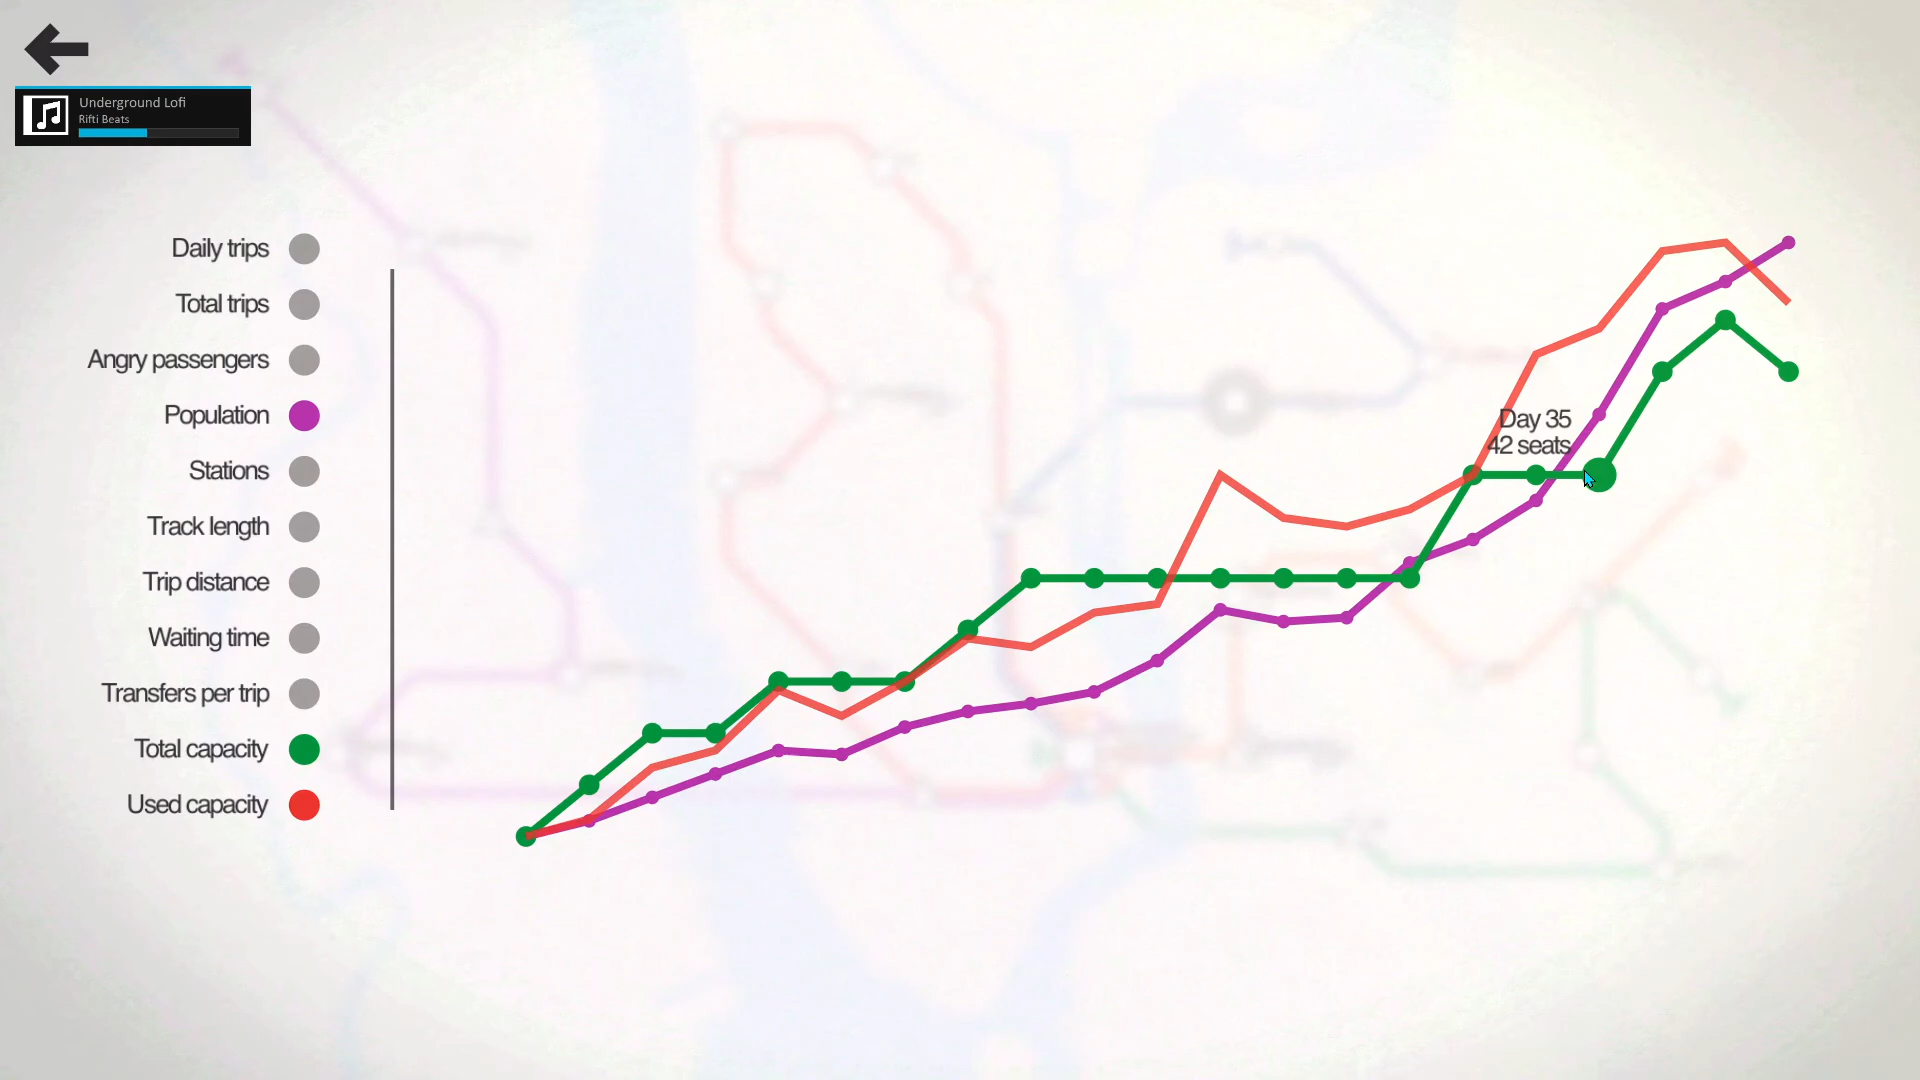 Underground Lofi
Rifti Beats
Daily trips
Total trips
Angry passengers
Population
Stations
Track length
Trip distance
Waiting time
Transfers per trip
Total capacity
Used capacity
Day 35
42 seats